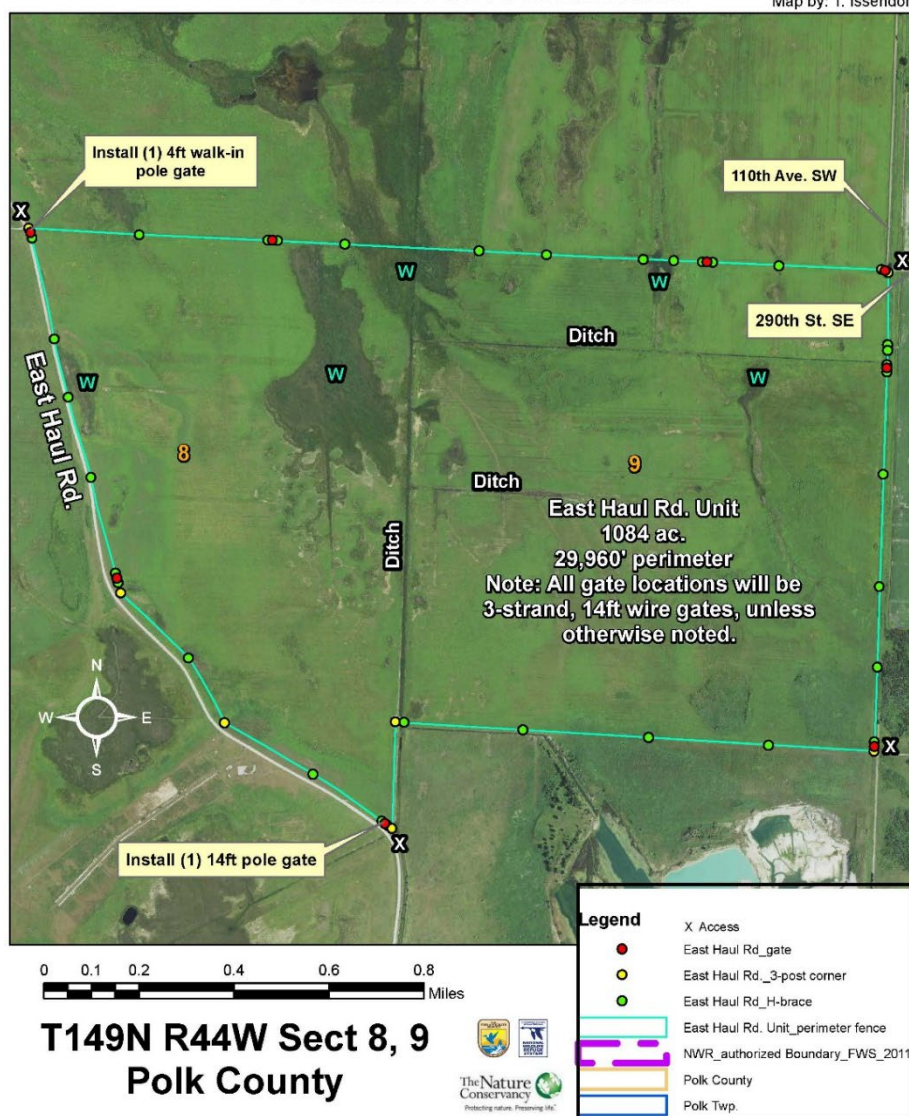 Map by: T. Issendorf
Install (1) 4ft walk-in
pole gate
X
110th Ave. SW
X
W
W
290th St. SE
Ditch
East Haul Rd.
W
W
W
8
9
Ditch
Ditch
East Haul Rd. Unit
1084 ac.
29,960' perimeter
Note: All gate locations will be
3-strand, 14ft wire gates, unless
otherwise noted.
N
W
E
S
X
Install (1) 14ft pole gate
X
Legend
X Access
East Haul Rd_gate
East Haul Rd._3-post corner
East Haul Rd_H-brace
East Haul Rd. Unit_perimeter fence
NWR_authorized Boundary_FWS_2011
Polk County
Polk Twp.
0 0.1 0.2 0.4 0.6 0.8
Miles
T149N R44W Sect 8, 9
Polk County
The Nature
Conservancy
Protecting nature. Preserving life.